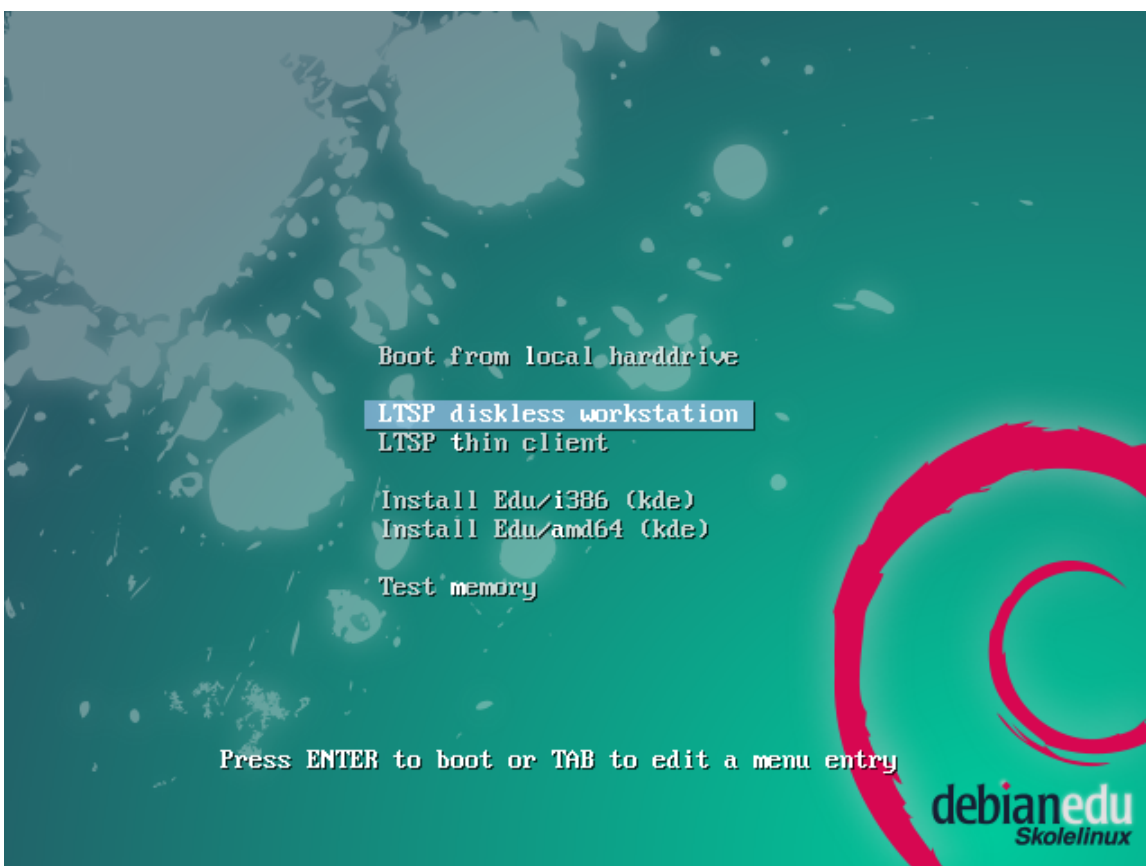 Boot from local harddrive
LTSP diskless workstation
LTSP thin client
Install Edu/i386 (kde)
Install Edu/amd64 (kde)
Test memory
Press ENTER to boot or TAB to edit a menu entry
debianedu
Skolelinux